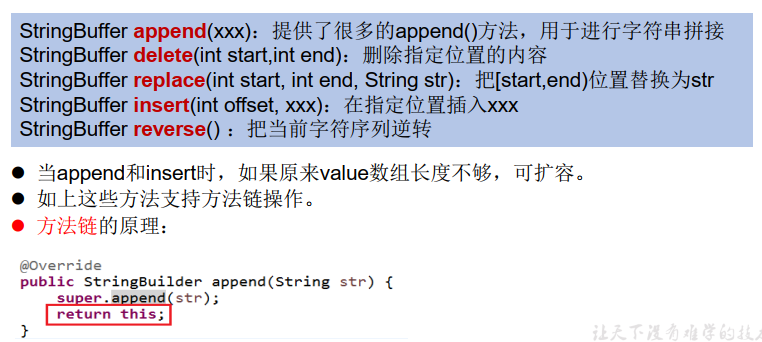 StringBuffer append(xxx)：提供了很多的append()方法，用于进行字符串拼接
StringBuffer delete(int start,int end)：删除指定位置的内容
StringBuffer replace(int start, int end, String str)：把[start,end)位置替换为str
StringBuffer insert(int offset, xxx)：在指定位置插入xxx
StringBuffer reverse() ：把当前字符序列逆转
● 当append和insert时，如果原来value数组长度不够，可扩容。
● 如上这些方法支持方法链操作。
● 方法链的原理：
@Override
public StringBuilder append(String str) {
super.append(str);
return this;
}
让天下没有难学的技